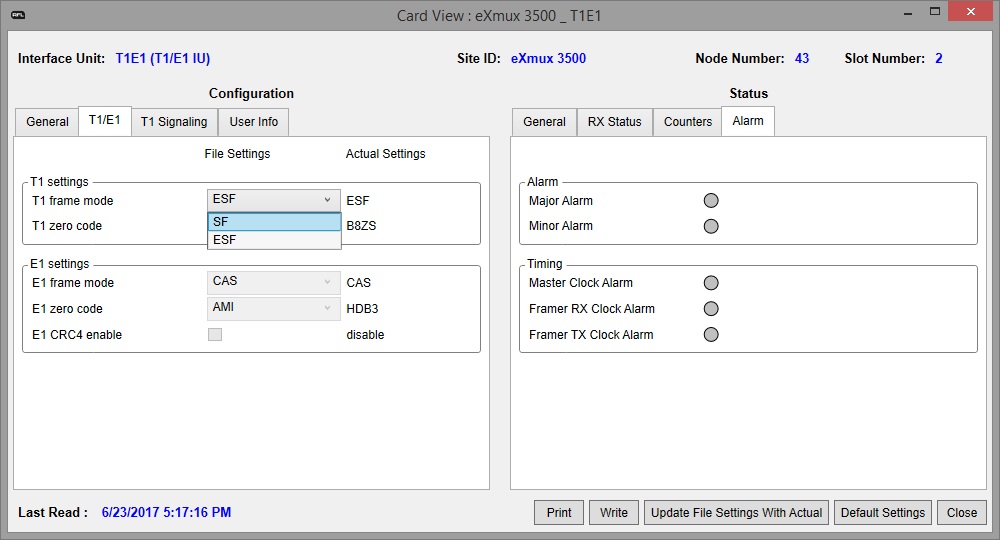 RFL
Card View : eXmux 3500 _ T1E1
Interface Unit: T1E1 (T1/E1 IU) Site ID: eXmux 3500 Node Number: 43 Slot Number: 2
Configuration
General T1/E1 T1 Signaling User Info
File Settings Actual Settings
T1 settings
T1 frame mode ESF ESF
SF
ESF
T1 zero code B8ZS
E1 settings
E1 frame mode CAS CAS
E1 zero code AMI HDB3
E1 CRC4 enable disable
Status
General RX Status Counters Alarm
Alarm
Major Alarm
Minor Alarm
Timing
Master Clock Alarm
Framer RX Clock Alarm
Framer TX Clock Alarm
Last Read : 6/23/2017 5:17:16 PM
Print Write Update File Settings With Actual Default Settings Close